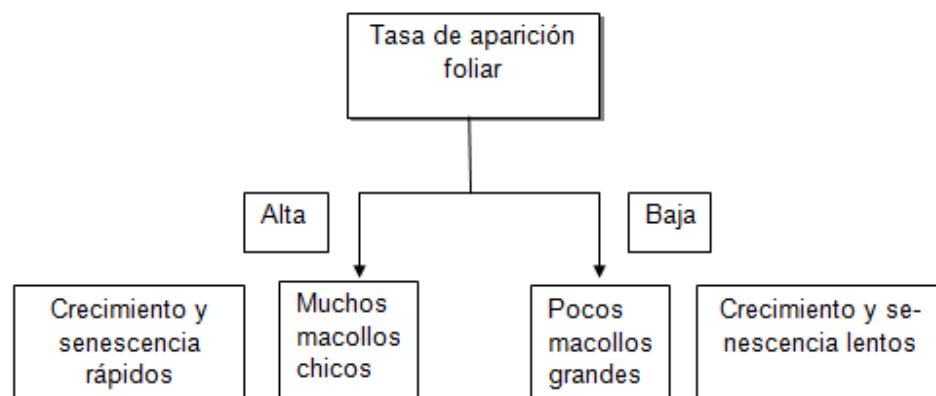 Tasa de aparición
foliar
Alta
Baja
Crecimiento y
senescencia
rápidos
Muchos
macollos
chicos
Pocos
macollos
grandes
Crecimiento y se-
nescencia lentos